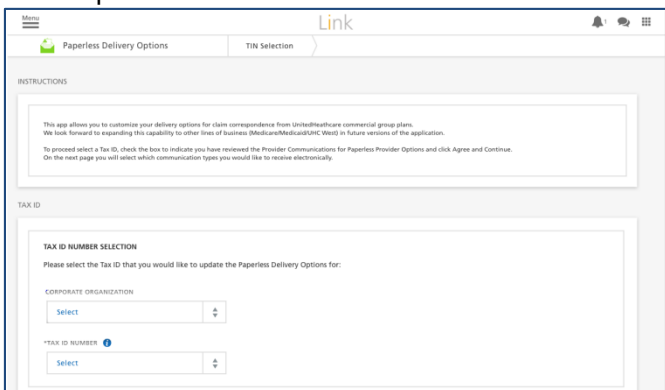 Menu
Link
1
Paperless Delivery Options
TIN Selection
INSTRUCTIONS
This app allows you to customize your delivery options for claim correspondence from UnitedHealthcare commercial group plans.
We look forward to expanding this capability to other lines of business (Medicare/Medicaid/UHC West) in future versions of the application.
To proceed select a Tax ID, check the box to indicate you have reviewed the Provider Communications for Paperless Provider Options and click Agree and Continue.
On the next page you will select which communication types you would like to receive electronically.
TAX ID
TAX ID NUMBER SELECTION
Please select the Tax ID that you would like to update the Paperless Delivery Options for:
CORPORATE ORGANIZATION
Select
*TAX ID NUMBER i
Select